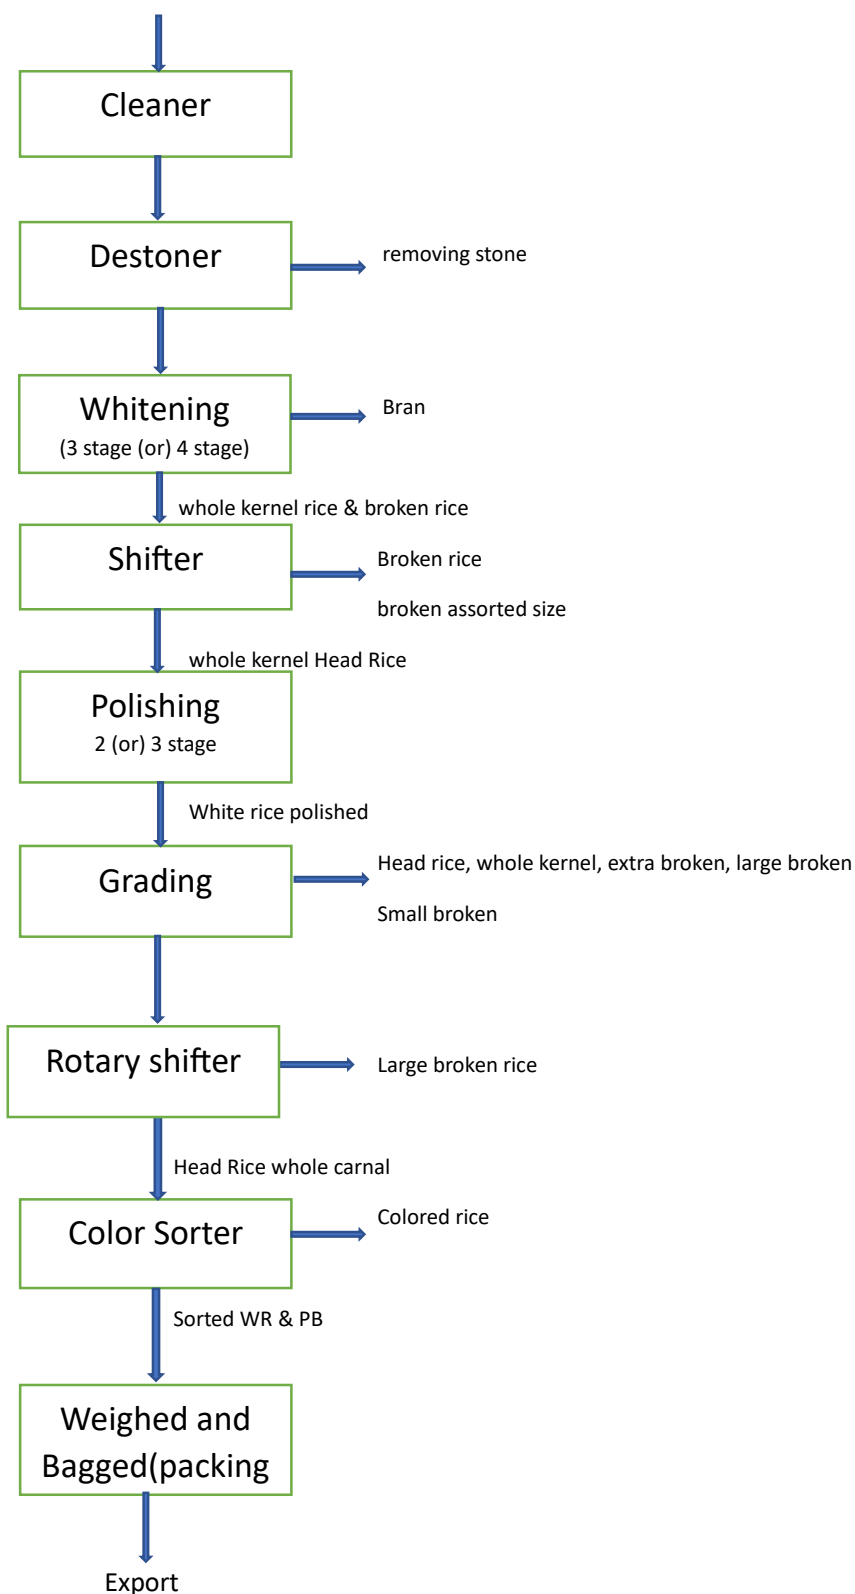 Cleaner
Destoner
removing stone
Whitening
(3 stage (or) 4 stage)
Bran
whole kernel rice & broken rice
Shifter
Broken rice
broken assorted size
whole kernel Head Rice
Polishing
2 (or) 3 stage
White rice polished
Grading
Head rice, whole kernel, extra broken, large broken
Small broken
Rotary shifter
Large broken rice
Head Rice whole carnal
Color Sorter
Colored rice
Sorted WR & PB
Weighed and
Bagged(packing
Export